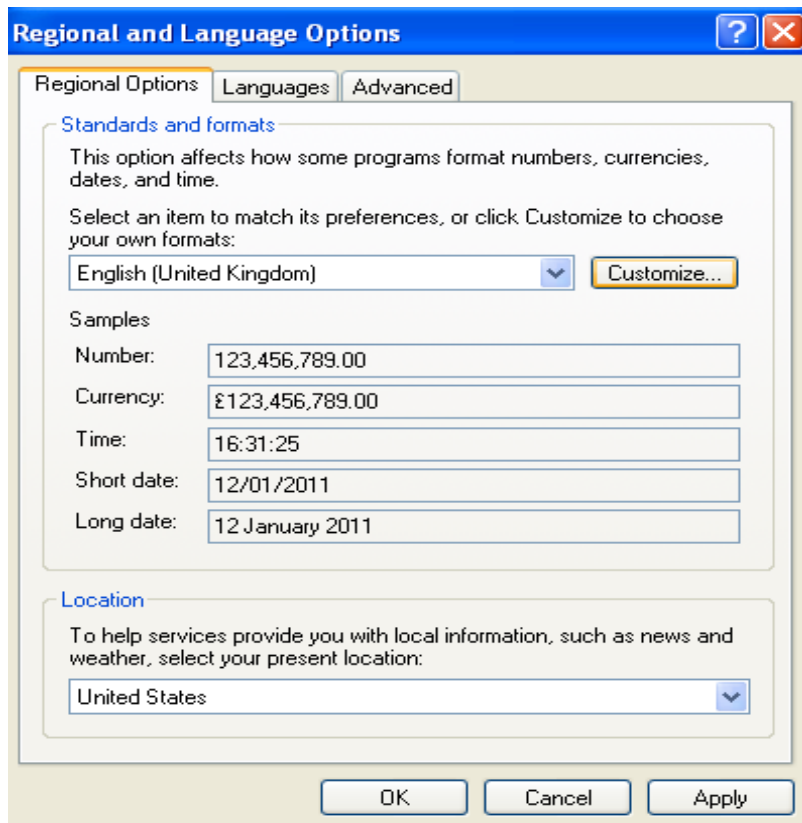 Regional and Language Options
Regional Options
Languages
Advanced
Standards and formats
This option affects how some programs format numbers, currencies,
dates, and time.
Select an item to match its preferences, or click Customize to choose
your own formats:
English (United Kingdom)
Customize...
Samples
Number: 123,456,789.00
Currency: £123,456,789.00
Time: 16:31:25
Short date: 12/01/2011
Long date: 12 January 2011
Location
To help services provide you with local information, such as news and
weather, select your present location:
United States
OK Cancel Apply